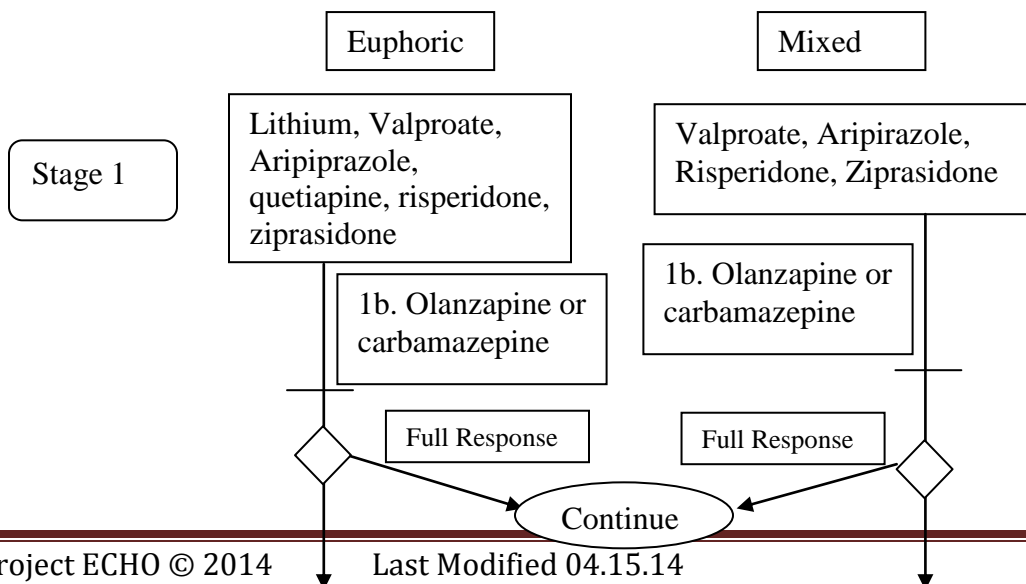 Euphoric
Mixed
Stage 1
Lithium, Valproate,
Aripiprazole,
quetiapine, risperidone,
ziprasidone
Valproate, Aripirazole,
Risperidone, Ziprasidone
1b. Olanzapine or
carbamazepine
1b. Olanzapine or
carbamazepine
Full Response
Full Response
Continue
roject ECHO © 2014 Last Modified 04.15.14